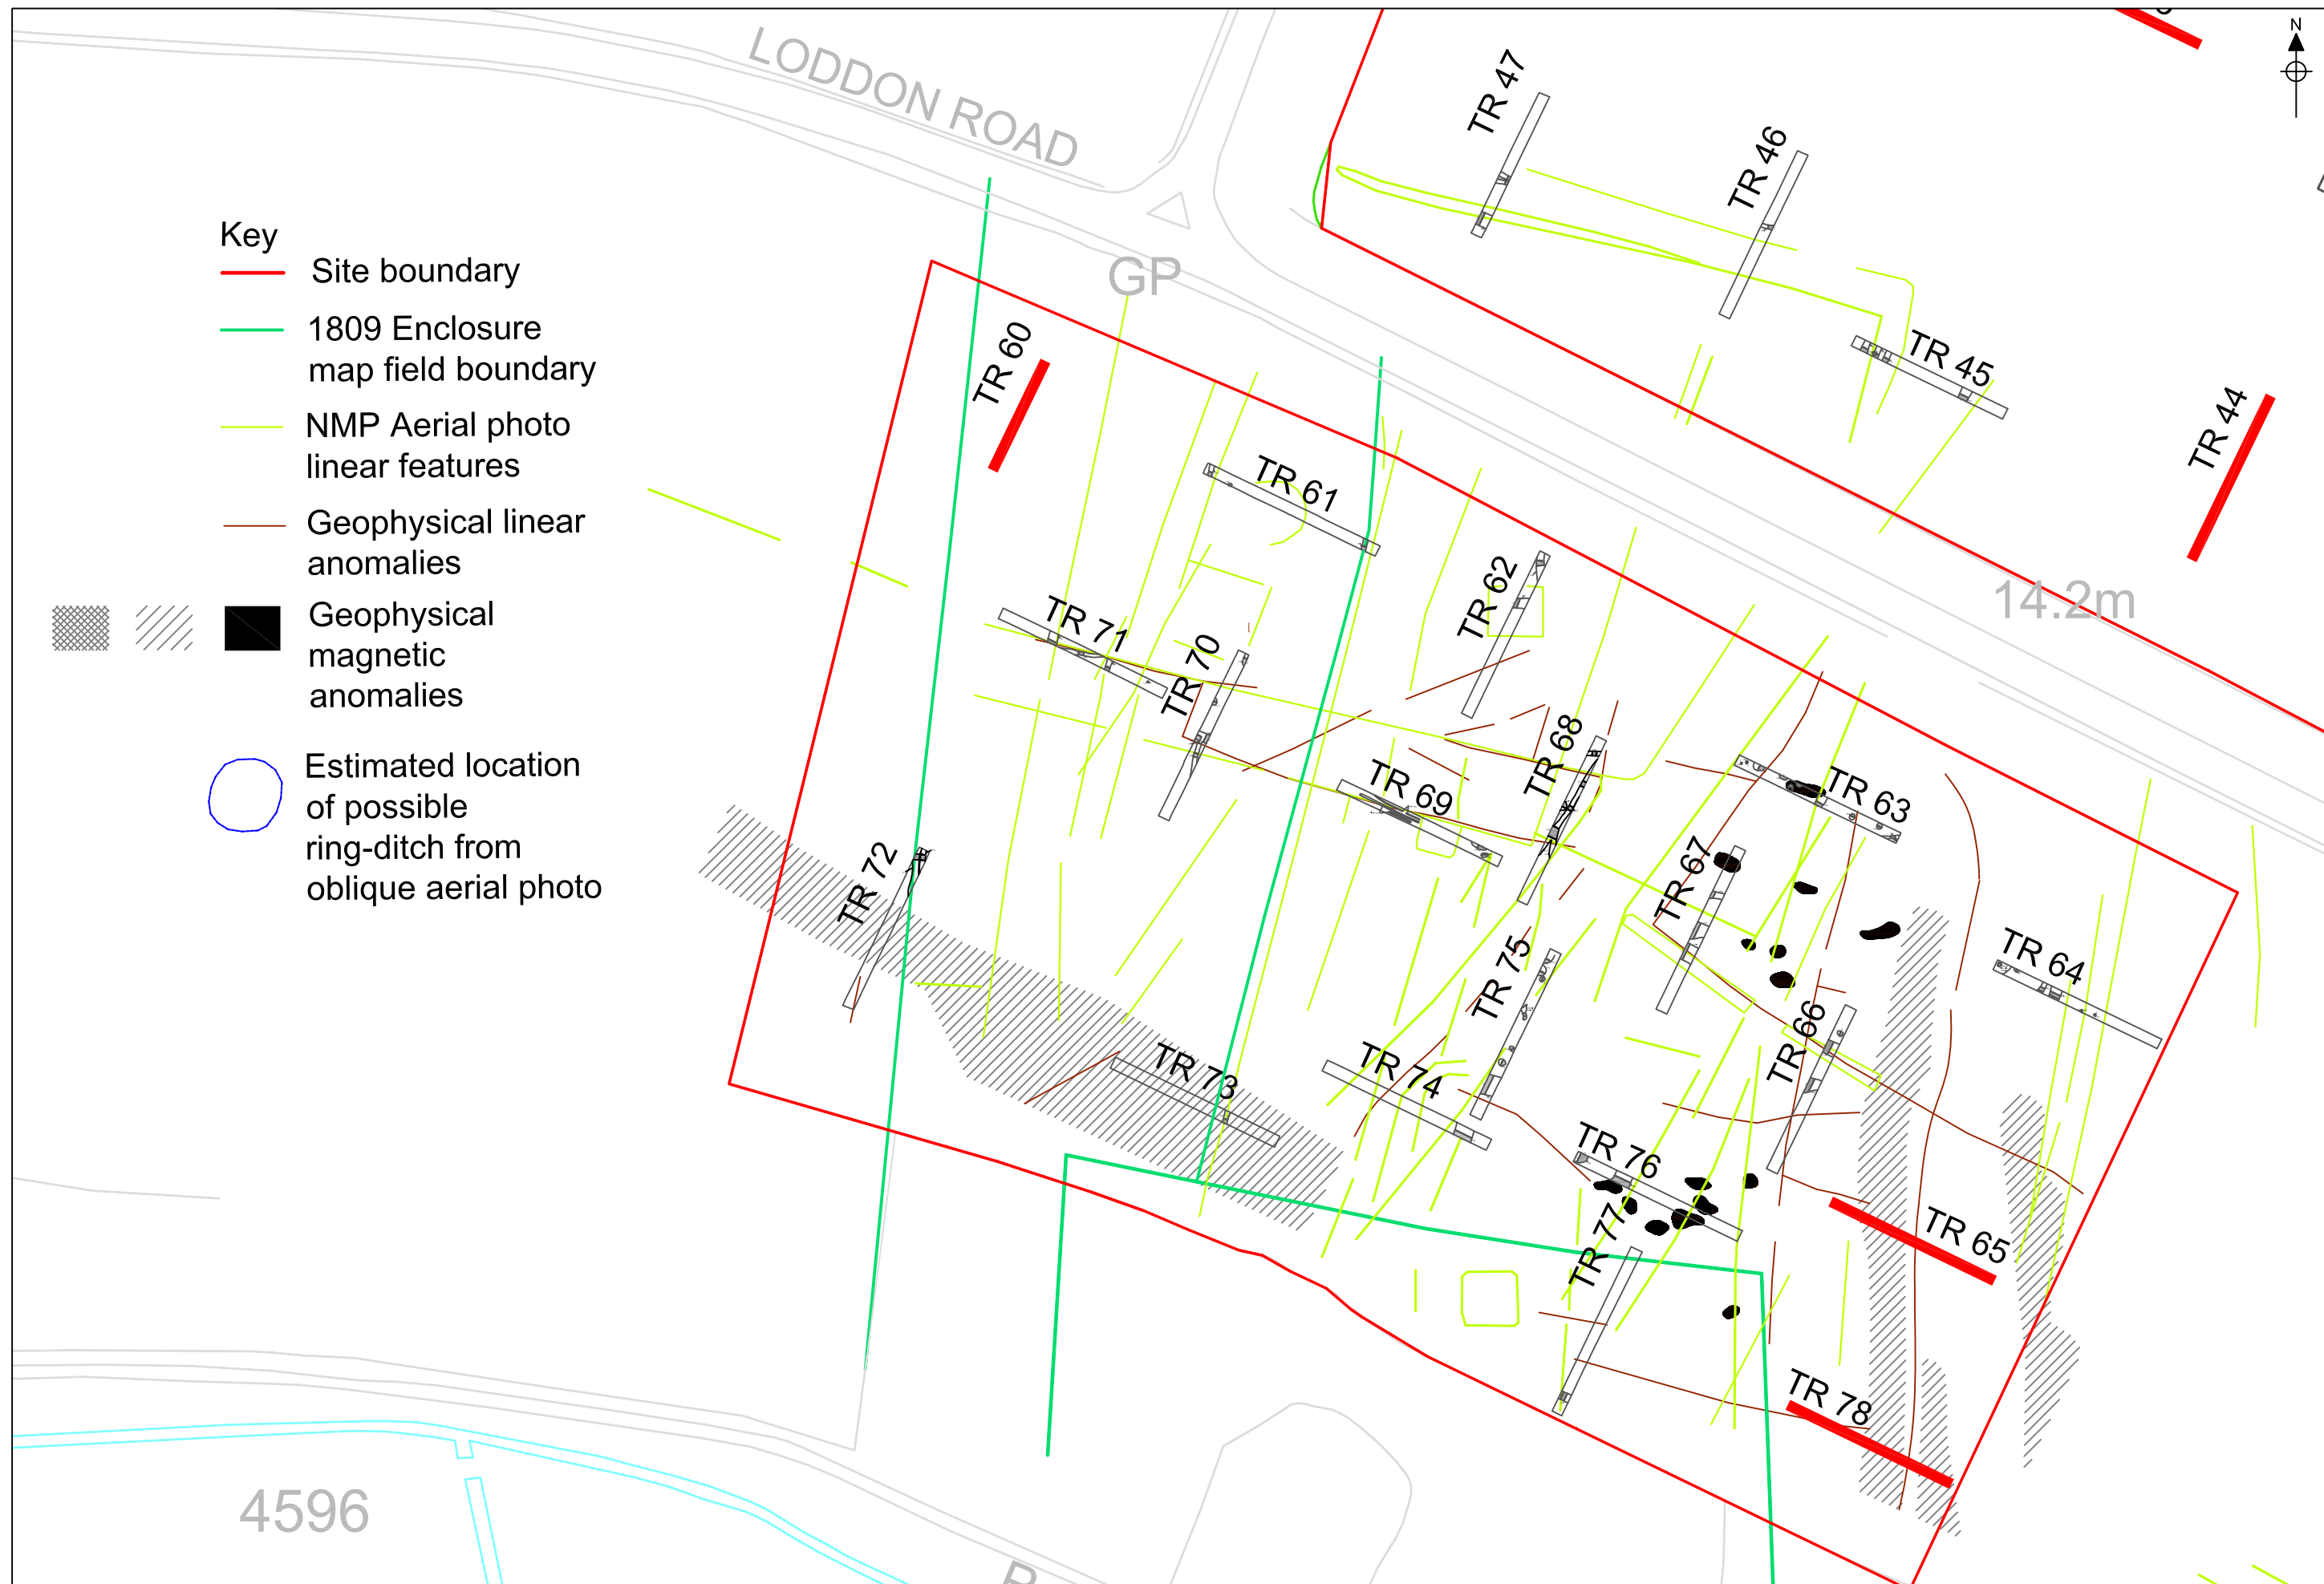 N
LODDON ROAD
TR 47
TR 46
Key
Site boundary
GP
1809 Enclosure
map field boundary
TR 60
TR 45
NMP Aerial photo
linear features
TR 44
TR 61
Geophysical linear
anomalies
TR 62
14.2m
Geophysical
magnetic
anomalies
TR 71
TR 70
Estimated location
of possible
ring-ditch from
oblique aerial photo
TR 68
TR 69
TR 63
TR 67
TR 72
TR 75
TR 64
TR 66
TR 73
TR 74
TR 76
TR 77
TR 65
TR 78
4596